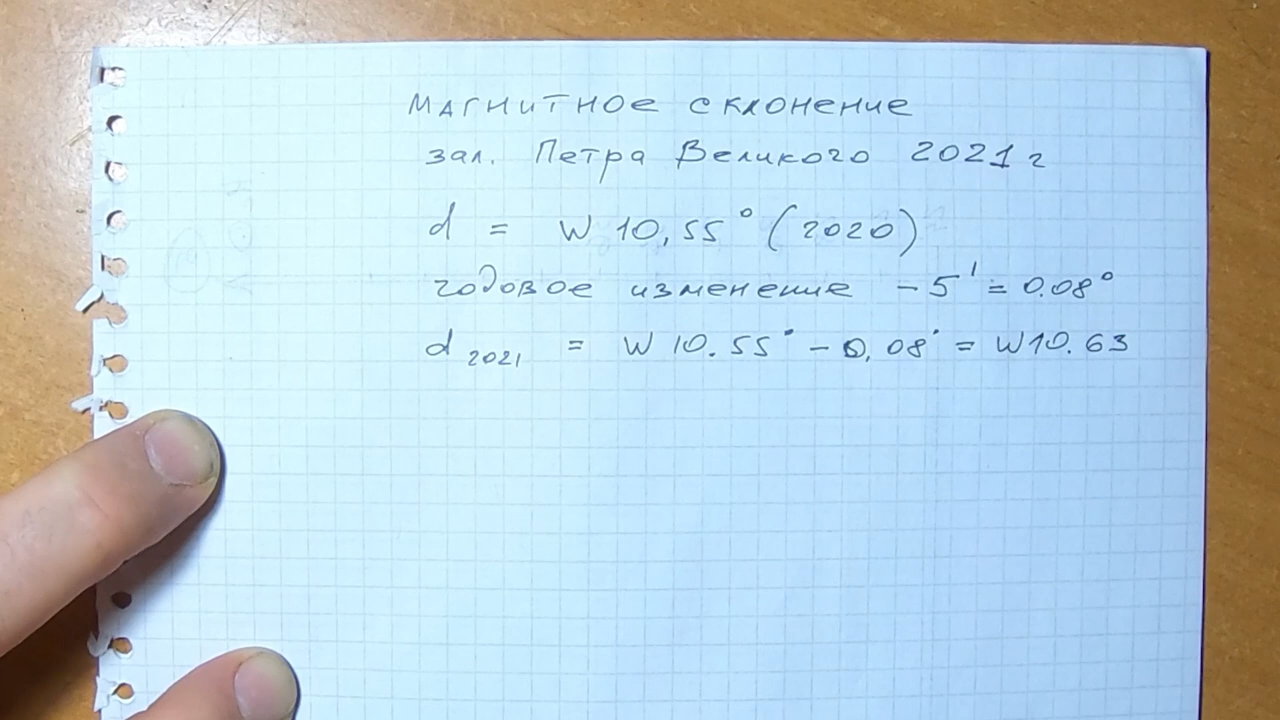 Магнитное склонение
зал. Петра Великого 2021 г
d = W 10,55° (2020)
годовое изменение -5' = 0.08°
d 2021 = W 10.55° - 0,08° = W10.63